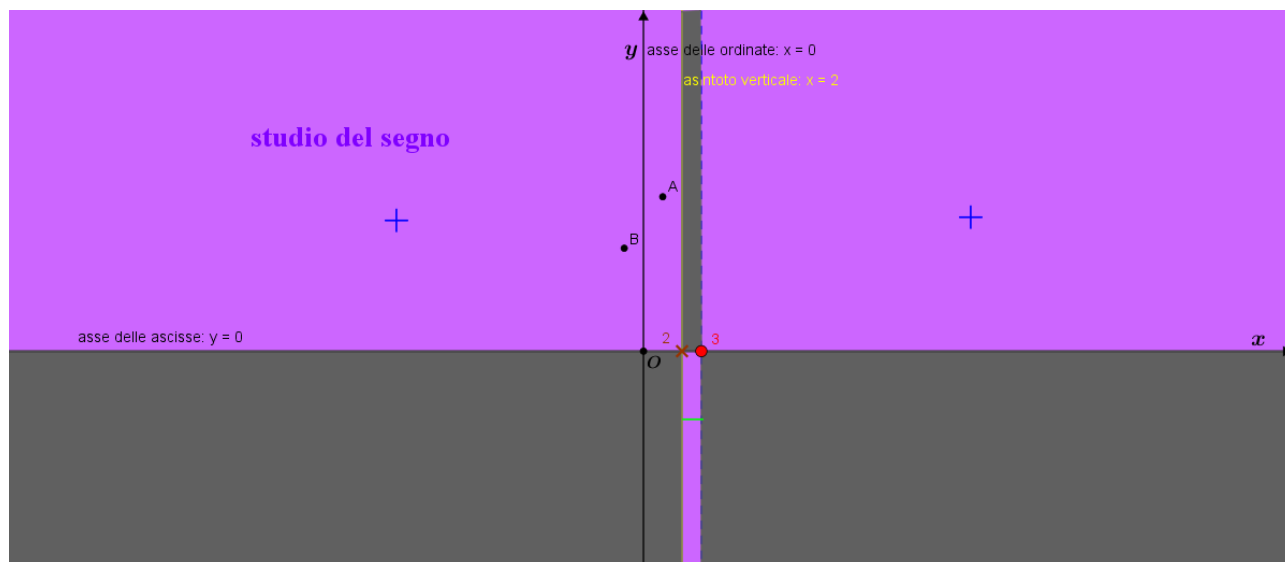 y asse delle ordinate: x = 0
asintoto verticale: x = 2
studio del segno
A
+ +
B
asse delle ascisse: y = 0 2 3 x
O